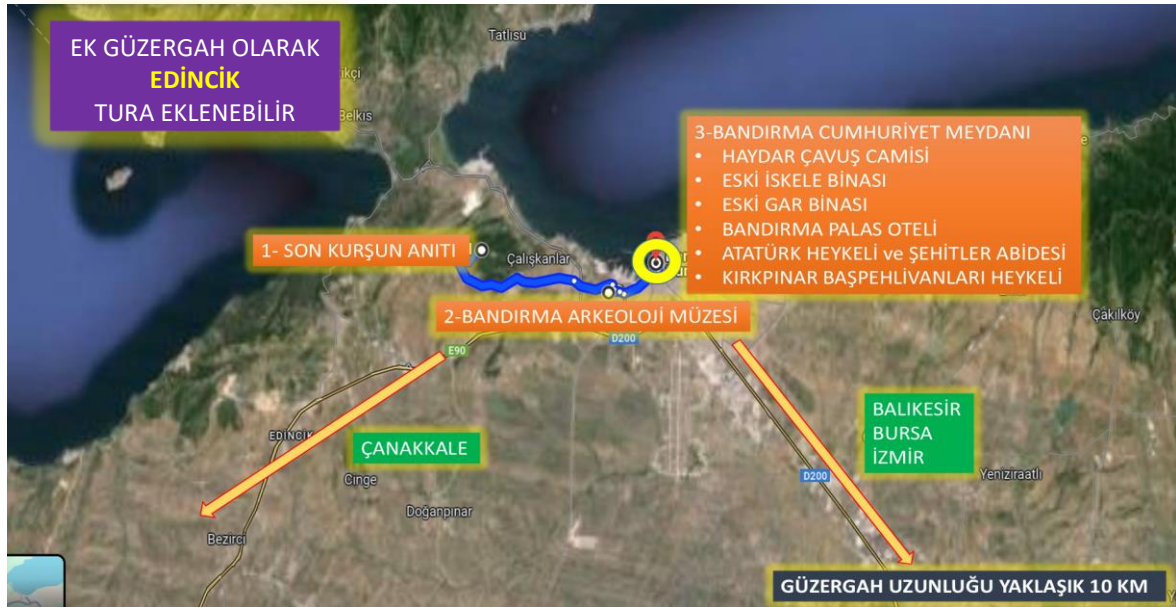 EK GÜZERGAH OLARAK
EDİNCİK
TURA EKLENEBİLİR
Tatlısu
Belkıs
3-BANDIRMA CUMHURİYET MEYDANI
• HAYDAR ÇAVUŞ CAMİSİ
• ESKİ İSKELE BİNASI
• ESKİ GAR BİNASI
• BANDIRMA PALAS OTELİ
• ATATÜRK HEYKELİ ve ŞEHİTLER ABİDESİ
• KIRKPINAR BAŞPEHLİVANLARI HEYKELİ
1- SON KURŞUN ANITI
Çalışkanlar
2-BANDIRMA ARKEOLOJİ MÜZESİ
Çakılköy
D200
E90
BALIKESİR
BURSA
İZMİR
EDİNCİK
ÇANAKKALE
Cinge
D200
Yeniziraatlı
Doğanpınar
Bezirci
GÜZERGAH UZUNLUĞU YAKLAŞIK 10 KM